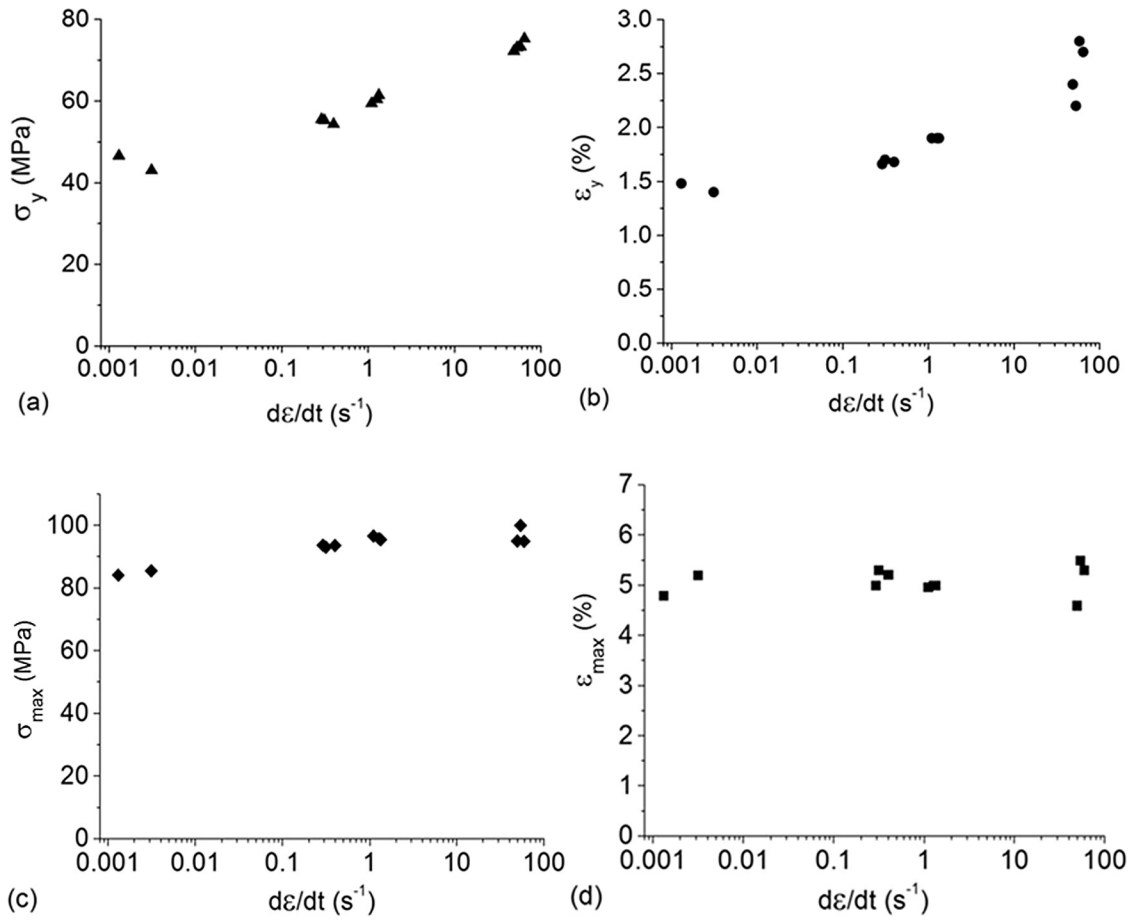 80
60
40
20
0
σy (MPa)
0.001 0.1 1 10 100
dε/dt (s-1)
(a)
3.0
2.5
2.0
1.5
1.0
0.5
0.0
εy (%)
0.001 0.01 0.1 1 10 100
dε/dt (s-1)
(b)
100
80
60
40
20
0
σmax (MPa)
0.001 0.1 1 10 100
dε/dt (s-1)
(c)
7
6
5
4
3
2
1
0
εmax (%)
0.001 0.01 0.1 1 10 100
dε/dt (s-1)
(d)